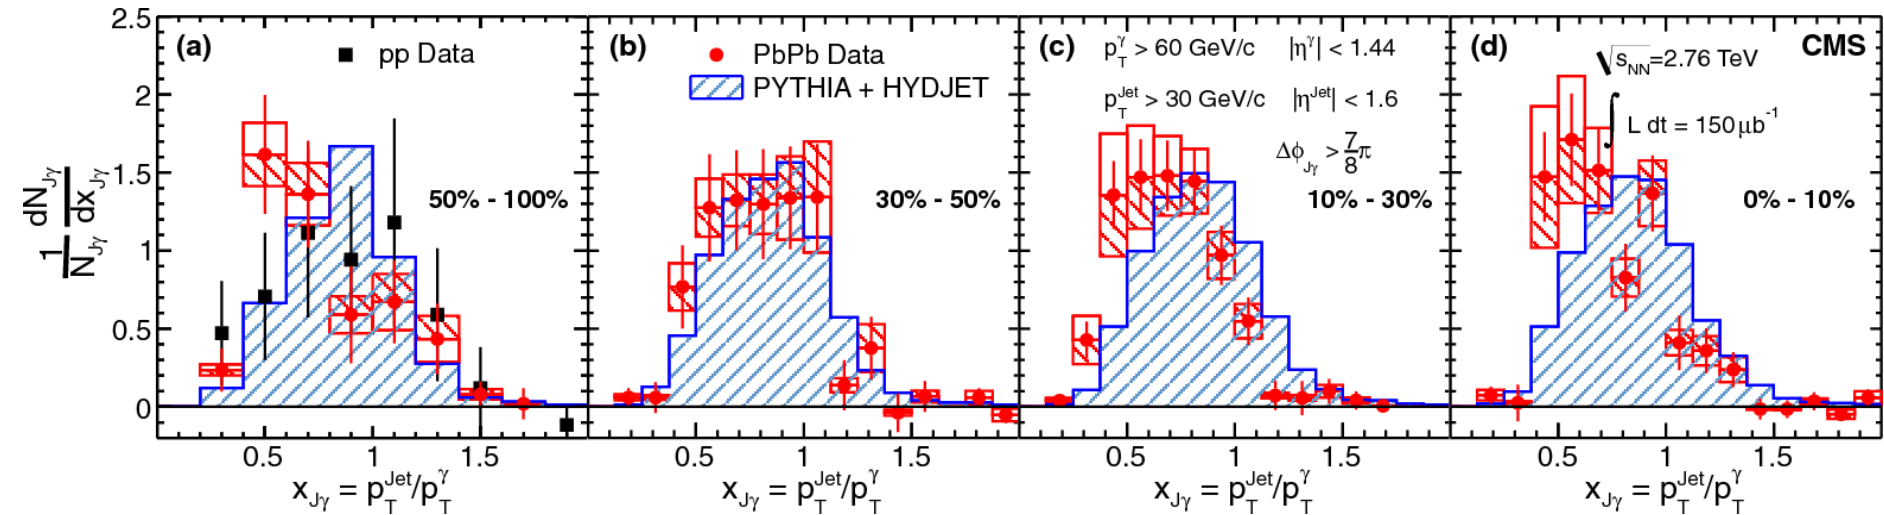 2.5
2
1.5
1
0.5
0
1/N_Jγ dN_Jγ/dx_Jγ
(a)
pp Data
50% - 100%
0.5 1 1.5
x_Jγ = p_T^Jet/p_T^γ
(b)
PbPb Data
PYTHIA + HYDJET
30% - 50%
0.5 1 1.5
x_Jγ = p_T^Jet/p_T^γ
(c)
p_T^γ > 60 GeV/c |η^γ| < 1.44
p_T^Jet > 30 GeV/c |η^Jet| < 1.6
Δϕ_Jγ > 7/8 π
10% - 30%
0.5 1 1.5
x_Jγ = p_T^Jet/p_T^γ
(d) CMS
√s_NN=2.76 TeV
∫ L dt = 150 μb^-1
0% - 10%
0.5 1 1.5
x_Jγ = p_T^Jet/p_T^γ